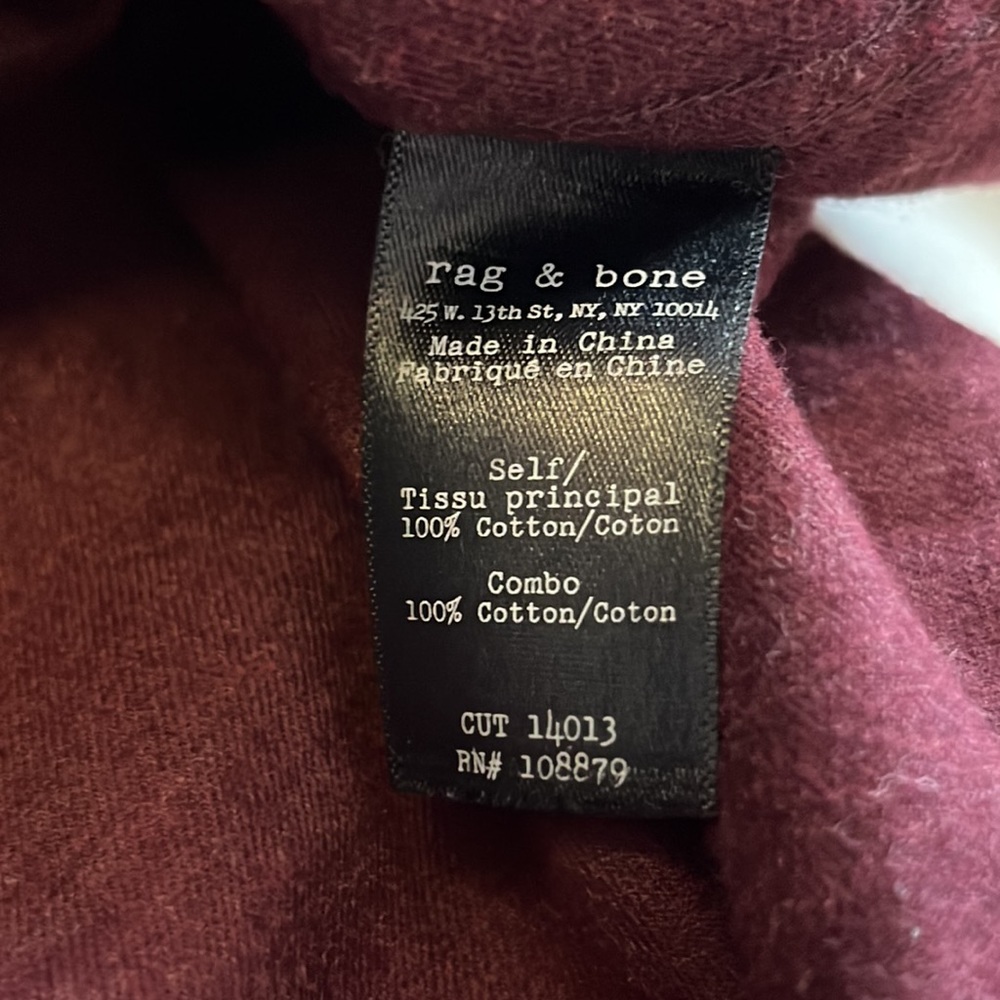 rag & bone
425 W. 13th St, NY, NY 10014
Made in China
Fabriqué en Chine
Self/
Tissu principal
100% Cotton/Coton
Combo
100% Cotton/Coton
CUT 14013
RN# 108879